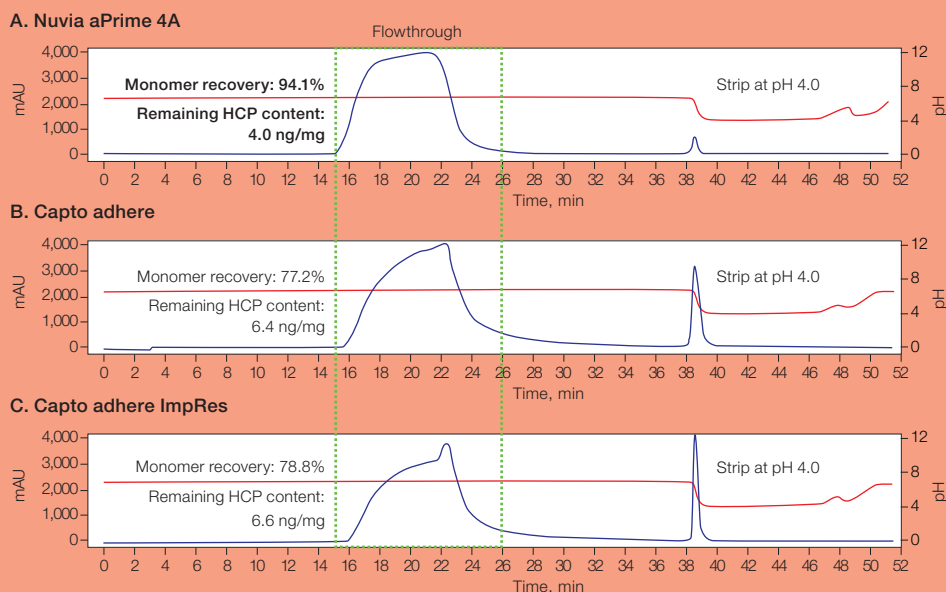 A. Nuvia aPrime 4A
Flowthrough
4,000
3,000
2,000
1,000
0
mAU
Monomer recovery: 94.1%
Remaining HCP content:
4.0 ng/mg
Strip at pH 4.0
12
8
4
0
pH
0 2 4 6 8 10 12 14 16 18 20 22 24 26 28 30 32 34 36 38 40 42 44 46 48 50 52
Time, min
B. Capto adhere
4,000
3,000
2,000
1,000
0
mAU
Monomer recovery: 77.2%
Remaining HCP content:
6.4 ng/mg
Strip at pH 4.0
12
8
4
0
pH
0 2 4 6 8 10 12 14 16 18 20 22 24 26 28 30 32 34 36 38 40 42 44 46 48 50 52
Time, min
C. Capto adhere ImpRes
4,000
3,000
2,000
1,000
0
mAU
Monomer recovery: 78.8%
Remaining HCP content:
6.6 ng/mg
Strip at pH 4.0
12
8
4
0
pH
0 2 4 6 8 10 12 14 16 18 20 22 24 26 28 30 32 34 36 38 40 42 44 46 48 50 52
Time, min